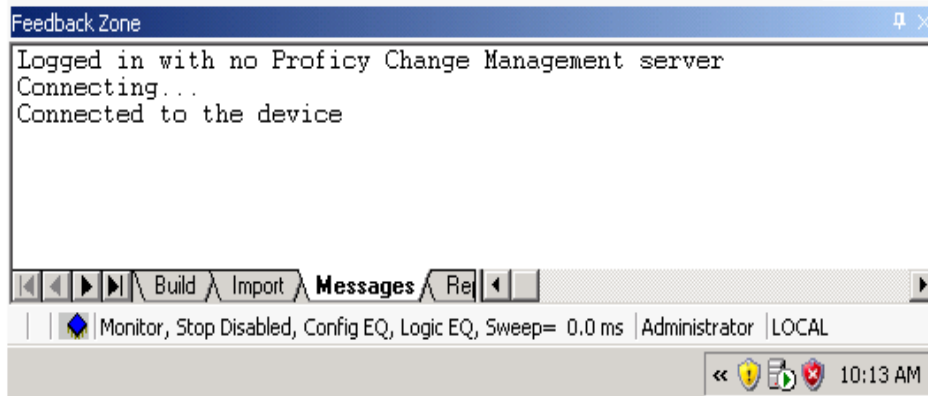 Feedback Zone
Logged in with no Proficy Change Management server
Connecting...
Connected to the device
Build Import Messages Re
Monitor, Stop Disabled, Config EQ, Logic EQ, Sweep= 0.0 ms Administrator LOCAL
« 10:13 AM